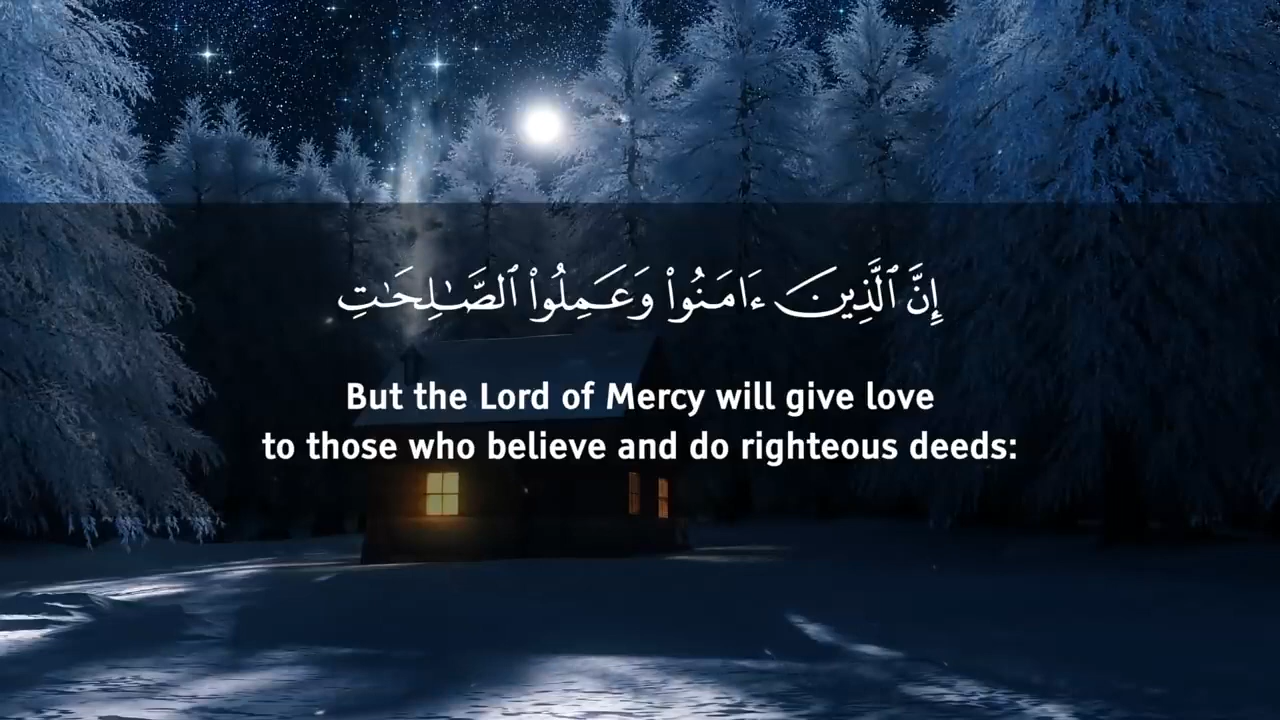 إِنَّ ٱلَّذِينَ ءَامَنُوا۟ وَعَمِلُوا۟ ٱلصَّـٰلِحَـٰتِ
But the Lord of Mercy will give love
to those who believe and do righteous deeds: